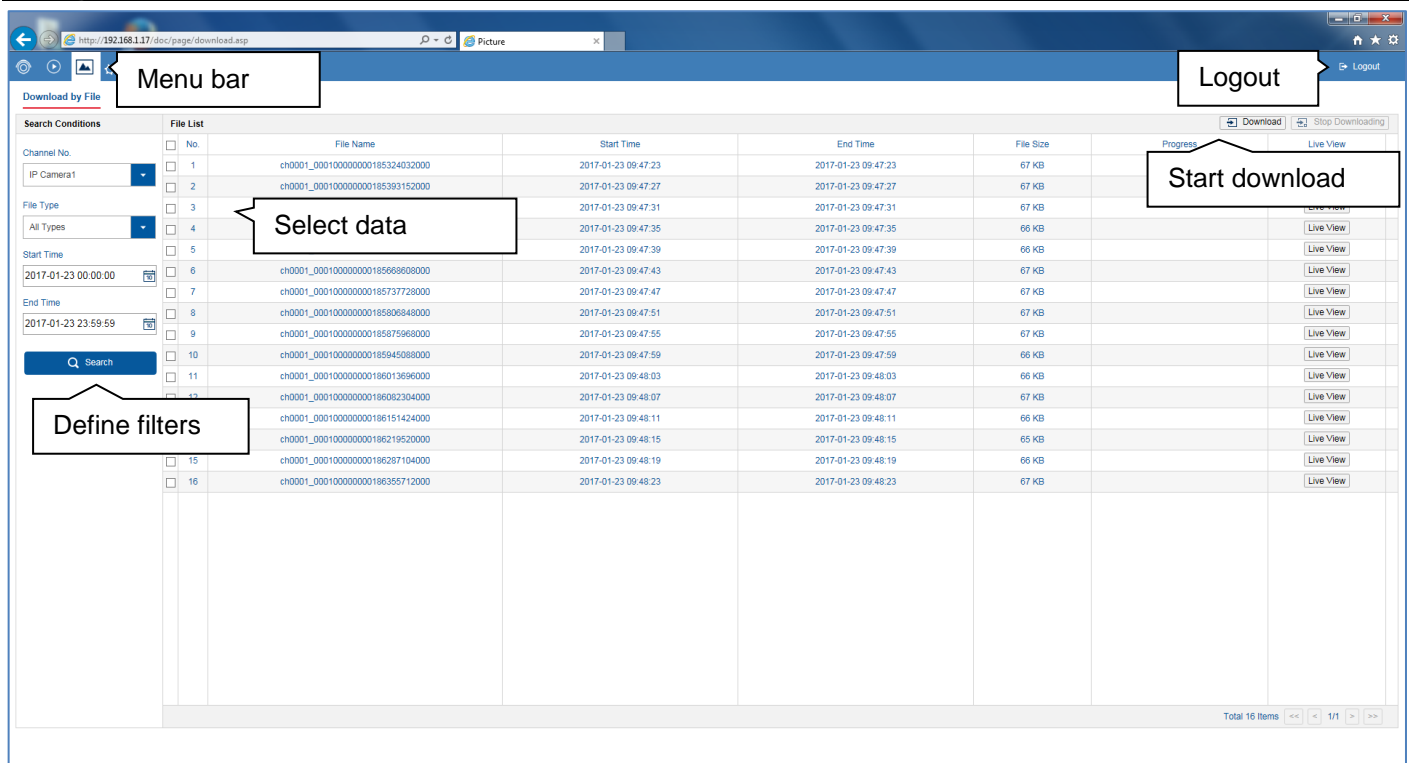 http://192.168.1.17/doc/page/download.asp
Picture
Menu bar
Logout
Logout
Download by File
Search Conditions
File List
Download
Stop Downloading
Channel No.
IP Camera1
File Type
All Types
Start Time
2017-01-23 00:00:00
End Time
2017-01-23 23:59:59
Search
Define filters
No. File Name Start Time End Time File Size Progress Live View
1 ch0001_00010000000185324032000 2017-01-23 09:47:23 2017-01-23 09:47:23 67 KB
2 ch0001_00010000000185393152000 2017-01-23 09:47:27 2017-01-23 09:47:27 67 KB
Start download
3 2017-01-23 09:47:31 2017-01-23 09:47:31 67 KB Live View
Select data
4 2017-01-23 09:47:35 2017-01-23 09:47:35 66 KB Live View
5 2017-01-23 09:47:39 2017-01-23 09:47:39 66 KB Live View
6 ch0001_00010000000185668608000 2017-01-23 09:47:43 2017-01-23 09:47:43 67 KB Live View
7 ch0001_00010000000185737728000 2017-01-23 09:47:47 2017-01-23 09:47:47 67 KB Live View
8 ch0001_00010000000185806848000 2017-01-23 09:47:51 2017-01-23 09:47:51 67 KB Live View
9 ch0001_00010000000185875968000 2017-01-23 09:47:55 2017-01-23 09:47:55 67 KB Live View
10 ch0001_00010000000185945088000 2017-01-23 09:47:59 2017-01-23 09:47:59 66 KB Live View
11 ch0001_00010000000186013696000 2017-01-23 09:48:03 2017-01-23 09:48:03 66 KB Live View
12 ch0001_00010000000186082304000 2017-01-23 09:48:07 2017-01-23 09:48:07 67 KB Live View
ch0001_00010000000186151424000 2017-01-23 09:48:11 2017-01-23 09:48:11 66 KB Live View
ch0001_00010000000186219520000 2017-01-23 09:48:15 2017-01-23 09:48:15 65 KB Live View
15 ch0001_00010000000186287104000 2017-01-23 09:48:19 2017-01-23 09:48:19 66 KB Live View
16 ch0001_00010000000186355712000 2017-01-23 09:48:23 2017-01-23 09:48:23 67 KB Live View
Total 16 Items << < 1/1 > >>